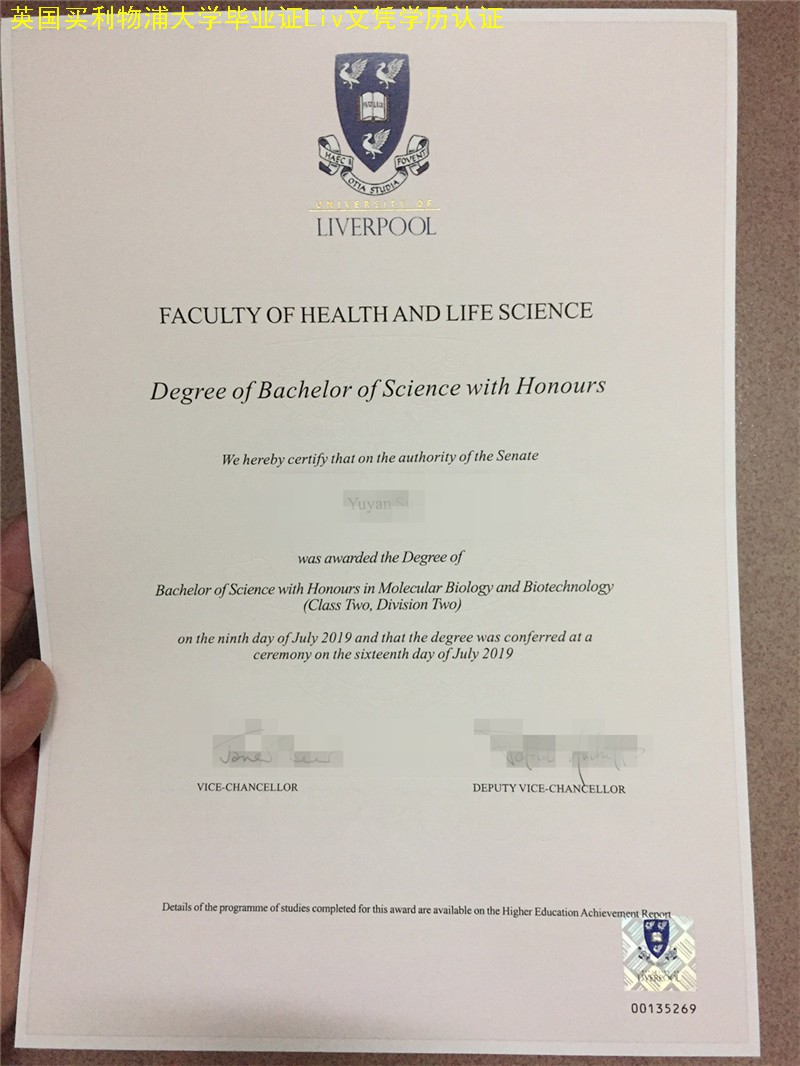 英国买利物浦大学毕业证Liv文凭学历认证
HAEC
OTIA STUDIA
FOVENT
UNIVERSITY OF
LIVERPOOL
FACULTY OF HEALTH AND LIFE SCIENCE
Degree of Bachelor of Science with Honours
We hereby certify that on the authority of the Senate
Yuyan
was awarded the Degree of
Bachelor of Science with Honours in Molecular Biology and Biotechnology
(Class Two, Division Two)
on the ninth day of July 2019 and that the degree was conferred at a
ceremony on the sixteenth day of July 2019
VICE-CHANCELLOR
DEPUTY VICE-CHANCELLOR
Details of the programme of studies completed for this award are available on the Higher Education Achievement Report
LIVERPOOL
00135269